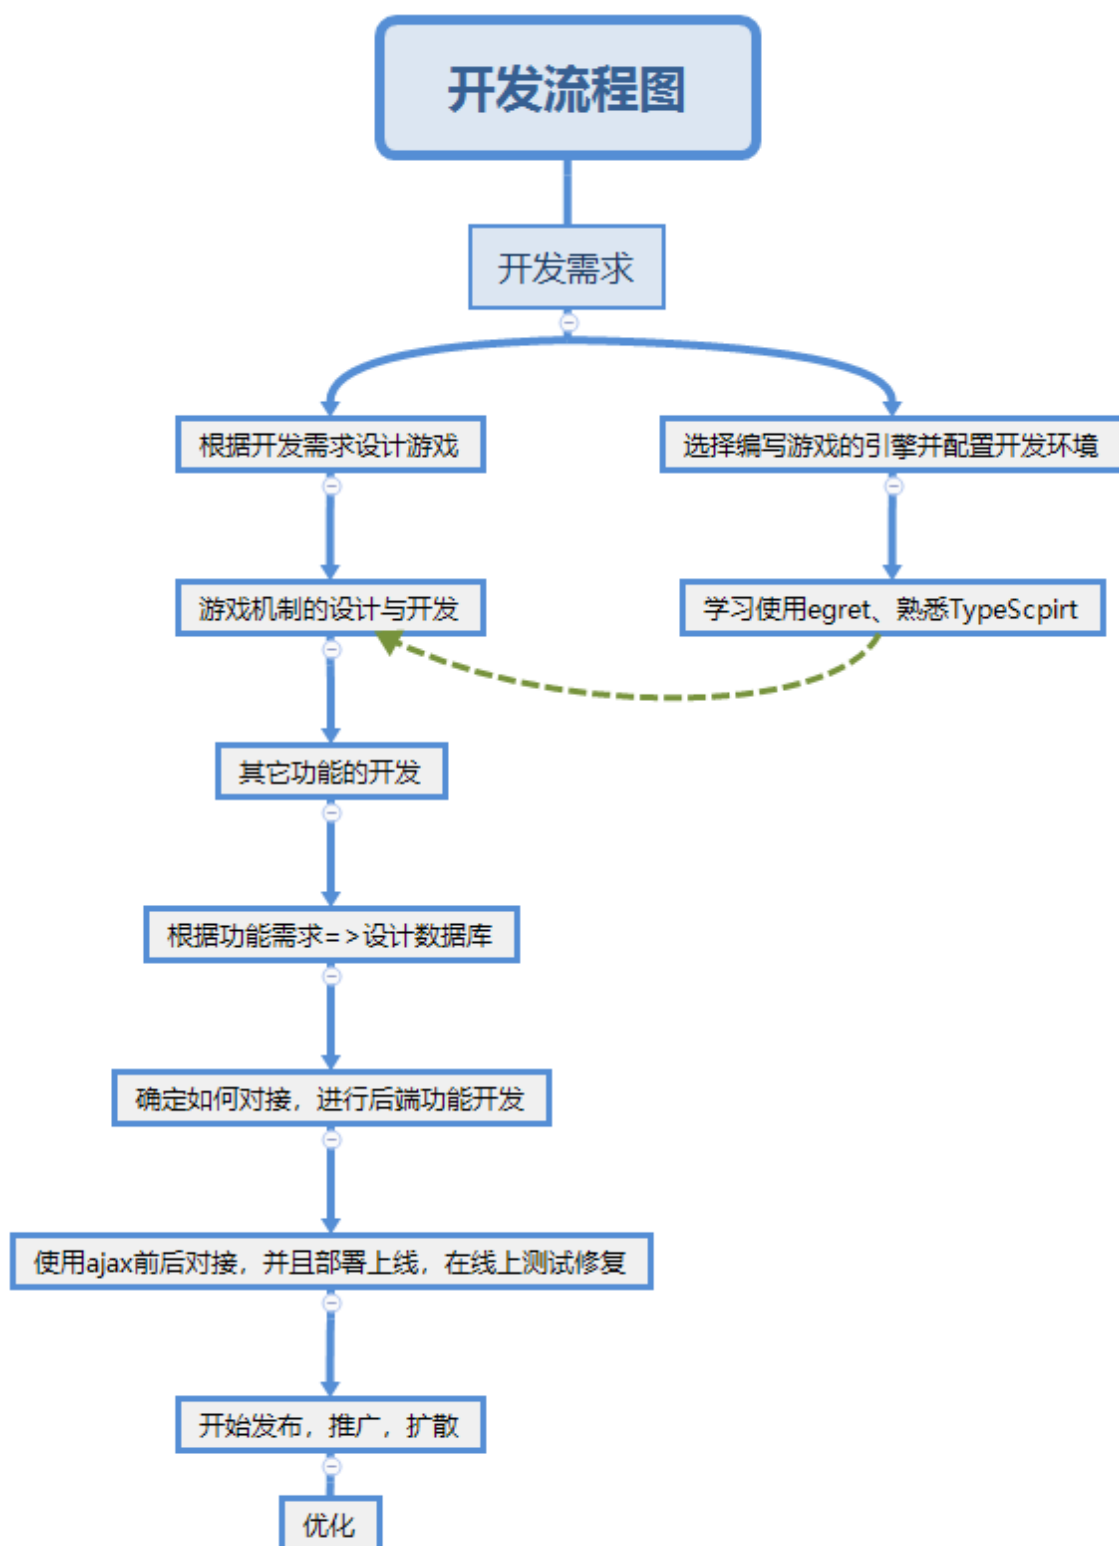 开发流程图
开发需求
根据开发需求设计游戏
选择编写游戏的引擎并配置开发环境
游戏机制的设计与开发
学习使用egret、熟悉TypeScpirt
其它功能的开发
根据功能需求=>设计数据库
确定如何对接，进行后端功能开发
使用ajax前后对接，并且部署上线，在线上测试修复
开始发布，推广，扩散
优化